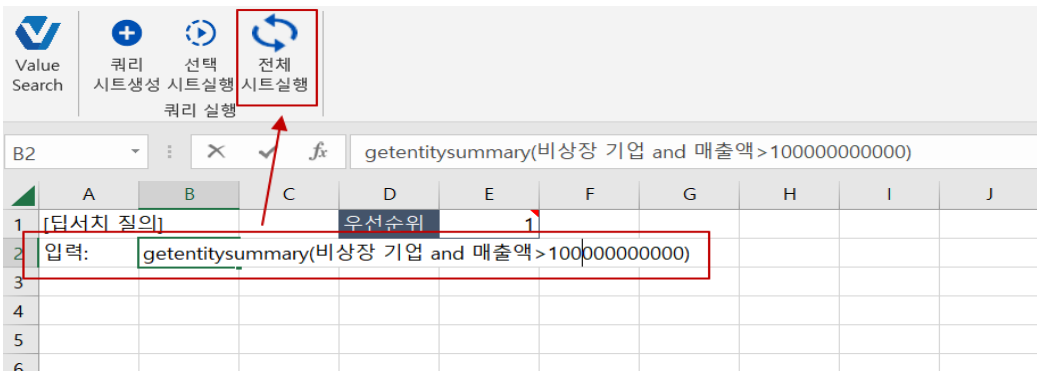 Value
Search
쿼리
시트생성
선택
시트실행
전체
시트실행
쿼리 실행
B2 fx getentitysummary(비상장 기업 and 매출액>100000000000)
A B C D E F G H I J
1 [딥서치 질의] 우선순위 1
2 입력: getentitysummary(비상장 기업 and 매출액>100000000000)
3
4
5
6